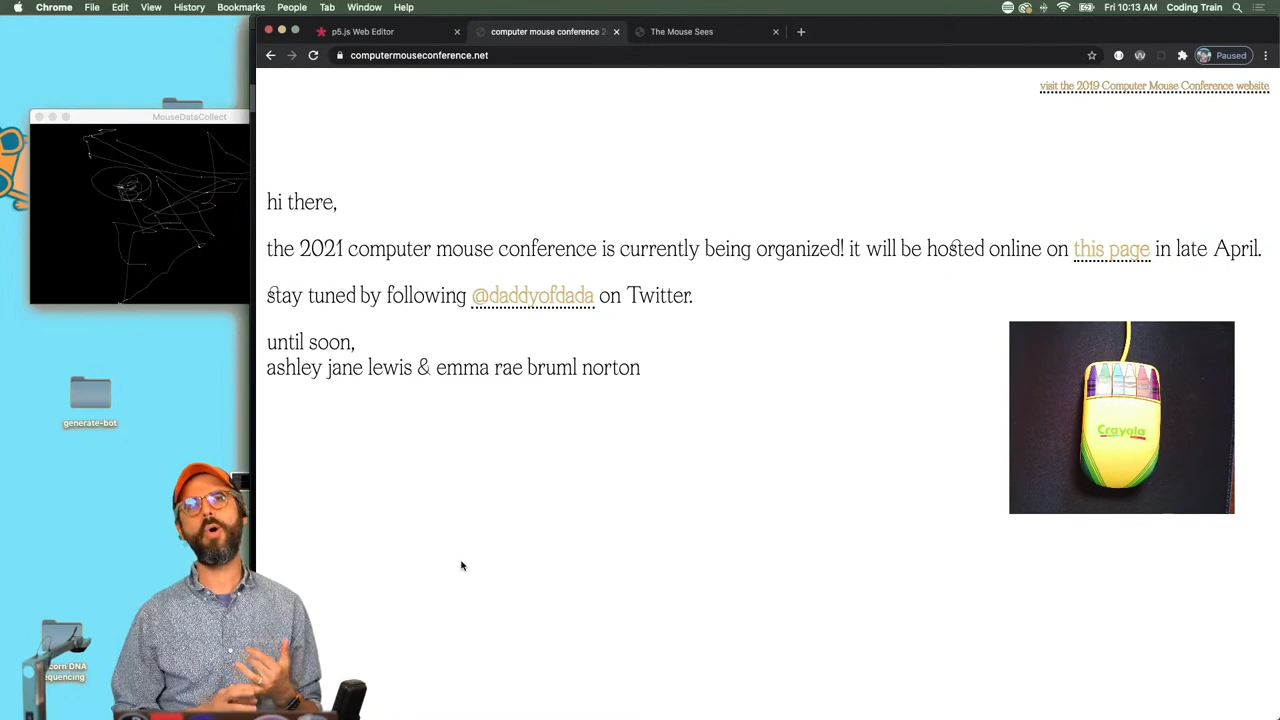 Chrome File Edit View History Bookmarks People Tab Window Help
Fri 10:13 AM Coding Train
p5.js Web Editor
computer mouse conference 2
The Mouse Sees
computermouseconference.net
Paused
visit the 2019 Computer Mouse Conference website
MouseDataCollect
hi there,
the 2021 computer mouse conference is currently being organized! it will be hosted online on this page in late April.
stay tuned by following @daddyofdada on Twitter.
until soon,
ashley jane lewis & emma rae bruml norton
Crayola
generate-bot
corn DNA
equencing